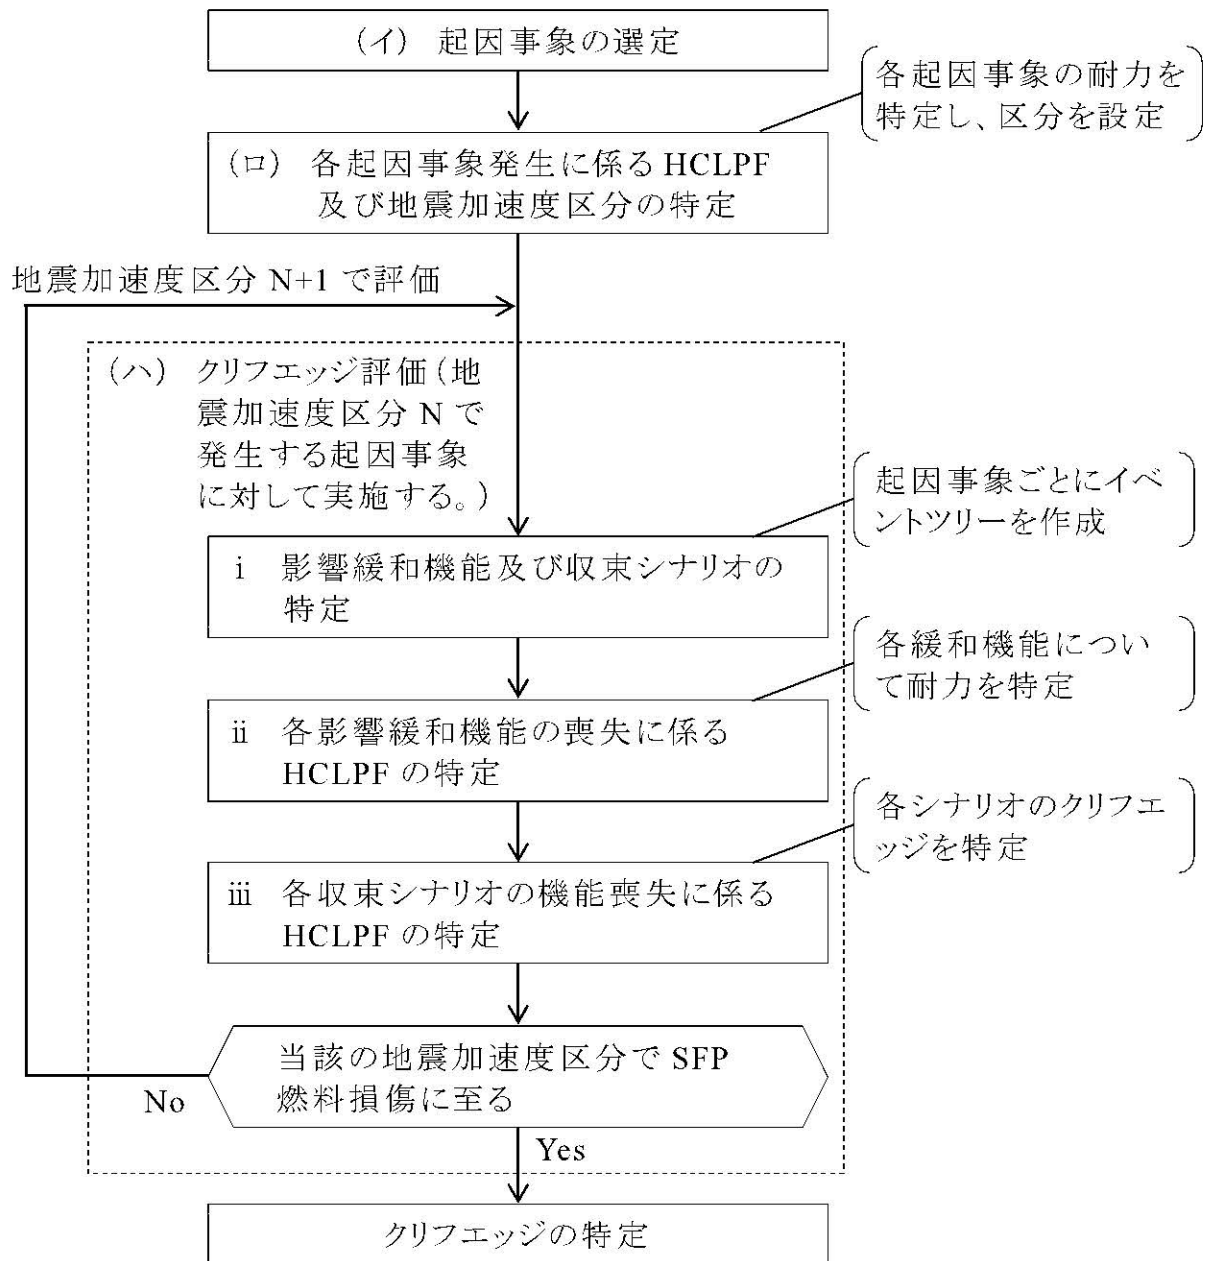 (イ) 起因事象の選定
各起因事象の耐力を
特定し、区分を設定
(ロ) 各起因事象発生に係る HCLPF
及び地震加速度区分の特定
地震加速度区分 N+1 で評価
(ハ) クリフエッジ評価(地
震加速度区分 N で
発生する起因事象
に対して実施する。)
起因事象ごとにイベ
ントツリーを作成
ⅰ 影響緩和機能及び収束シナリオの
特定
各緩和機能につい
て耐力を特定
ⅱ 各影響緩和機能の喪失に係る
HCLPF の特定
各シナリオのクリフエ
ッジを特定
ⅲ 各収束シナリオの機能喪失に係る
HCLPF の特定
当該の地震加速度区分で SFP
燃料損傷に至る
No
Yes
クリフエッジの特定